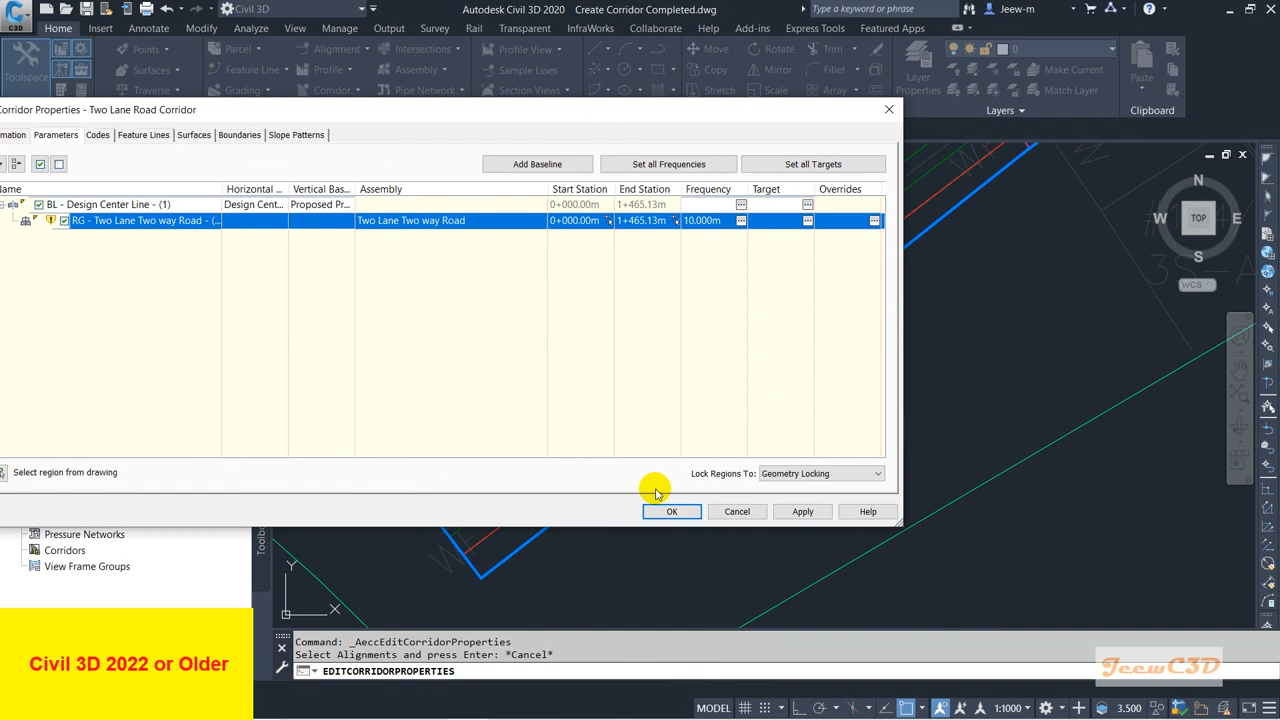 C3D
Civil 3D
Autodesk Civil 3D 2022   Create Corridor Completed.dwg
Type a keyword or phrase
Jeew-m
Home Insert Annotate Modify Analyze View Manage Output Survey Rail Transparent InfraWorks Collaborate Help Add-ins Express Tools Featured Apps
Toolspace
Points Parcel Alignment Intersections Profile View Move Rotate Trim
Surfaces Feature Line Profile Assembly Sample Lines Copy Mirror Fillet
Traverse Grading Corridor Pipe Network Section Views Stretch Scale Array
0
Layer
Properties
Make Current
Match Layer
Layers
Paste
Clipboard
Corridor Properties - Two Lane Road Corridor
mation Parameters Codes Feature Lines Surfaces Boundaries Slope Patterns
Add Baseline Set all Frequencies Set all Targets
Name Horizontal ... Vertical Bas... Assembly Start Station End Station Frequency Target Overrides
BL - Design Center Line - (1) Design Cent... Proposed Pr... 0+000.00m 1+465.13m
RG - Two Lane Two way Road - (... Two Lane Two way Road 0+000.00m 1+465.13m 10.000m
Select region from drawing
Lock Regions To: Geometry Locking
OK Cancel Apply Help
N
W TOP E
S
WCS
3S-A
Pressure Networks
Corridors
View Frame Groups
Toolbox
Y
X
Civil 3D 2022 or Older
Command: _AeccEditCorridorProperties
Select Alignments and press Enter: *Cancel*
EDITCORRIDORPROPERTIES
JeewC3D
MODEL 1:1000 3.500